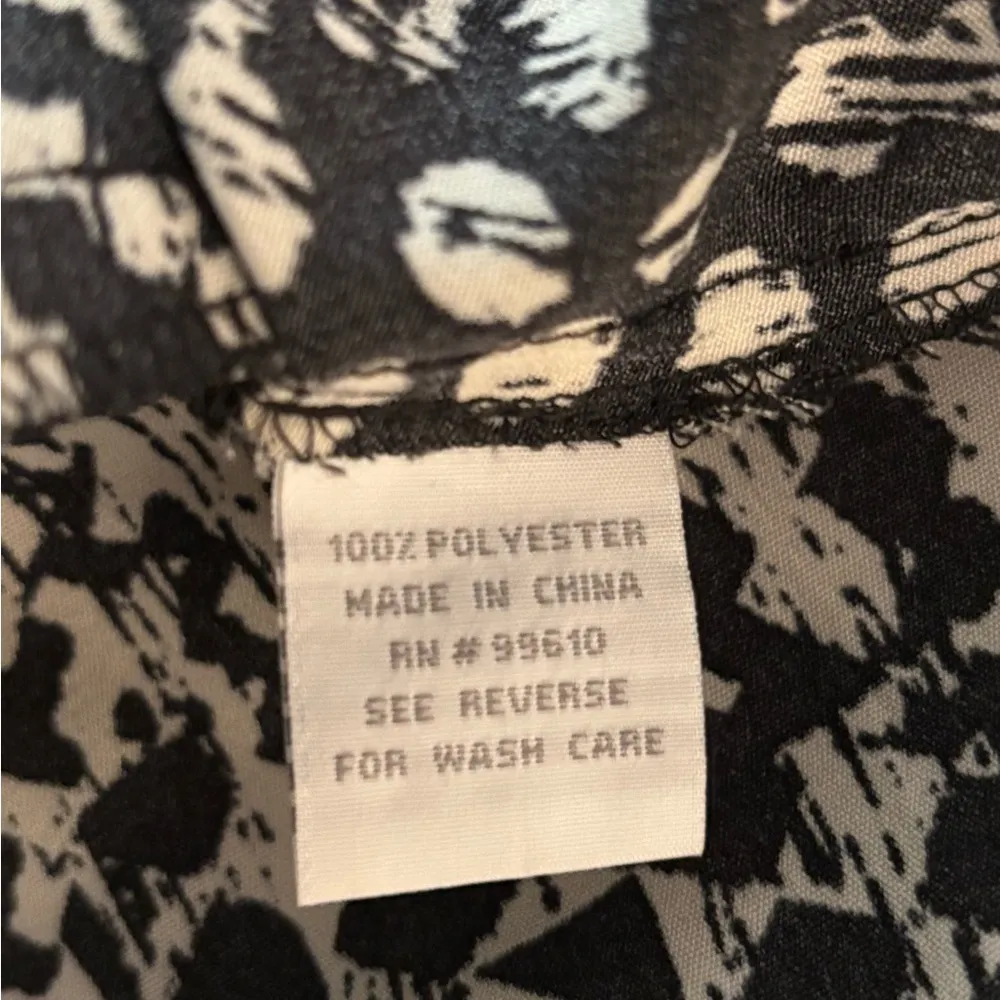 100% POLYESTER
MADE IN CHINA
RN # 99610
SEE REVERSE
FOR WASH CARE